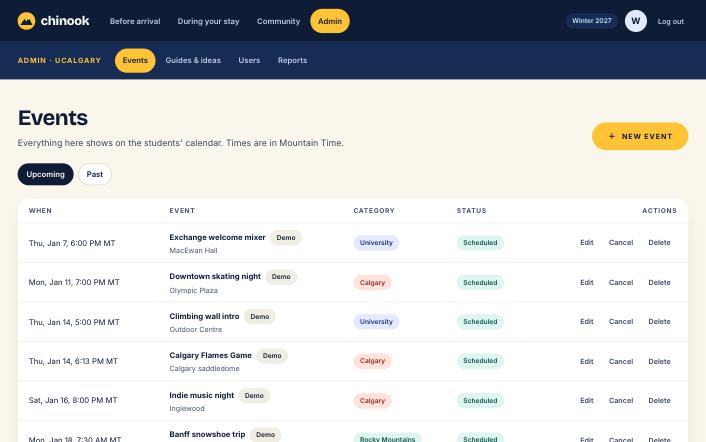 chinook Before arrival During your stay Community Admin Winter 2027 W Log out
ADMIN · UCALGARY Events Guides & ideas Users Reports
Events
Everything here shows on the students' calendar. Times are in Mountain Time.
+ NEW EVENT
Upcoming Past
WHEN EVENT CATEGORY STATUS ACTIONS
Thu, Jan 7, 6:00 PM MT Exchange welcome mixer Demo University Scheduled Edit Cancel Delete
MacEwan Hall
Mon, Jan 11, 7:00 PM MT Downtown skating night Demo Calgary Scheduled Edit Cancel Delete
Olympic Plaza
Thu, Jan 14, 5:00 PM MT Climbing wall intro Demo University Scheduled Edit Cancel Delete
Outdoor Centre
Thu, Jan 14, 6:13 PM MT Calgary Flames Game Demo Calgary Scheduled Edit Cancel Delete
Calgary saddledome
Sat, Jan 16, 8:00 PM MT Indie music night Demo Calgary Scheduled Edit Cancel Delete
Inglewood
Mon, Jan 18, 7:30 AM MT Banff snowshoe trip Demo Rocky Mountains Scheduled Edit Cancel Delete